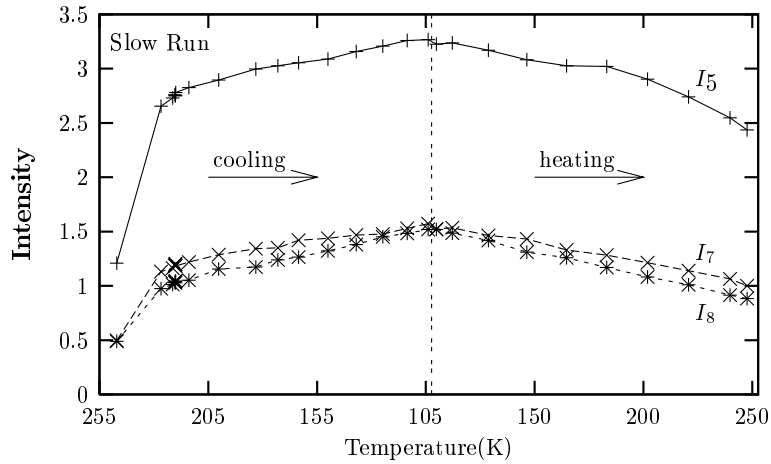 Slow Run
3.5
3
2.5
2
1.5
1
0.5
0
Intensity
I5
cooling
heating
I7
I8
255 205 155 105 150 200 250
Temperature(K)